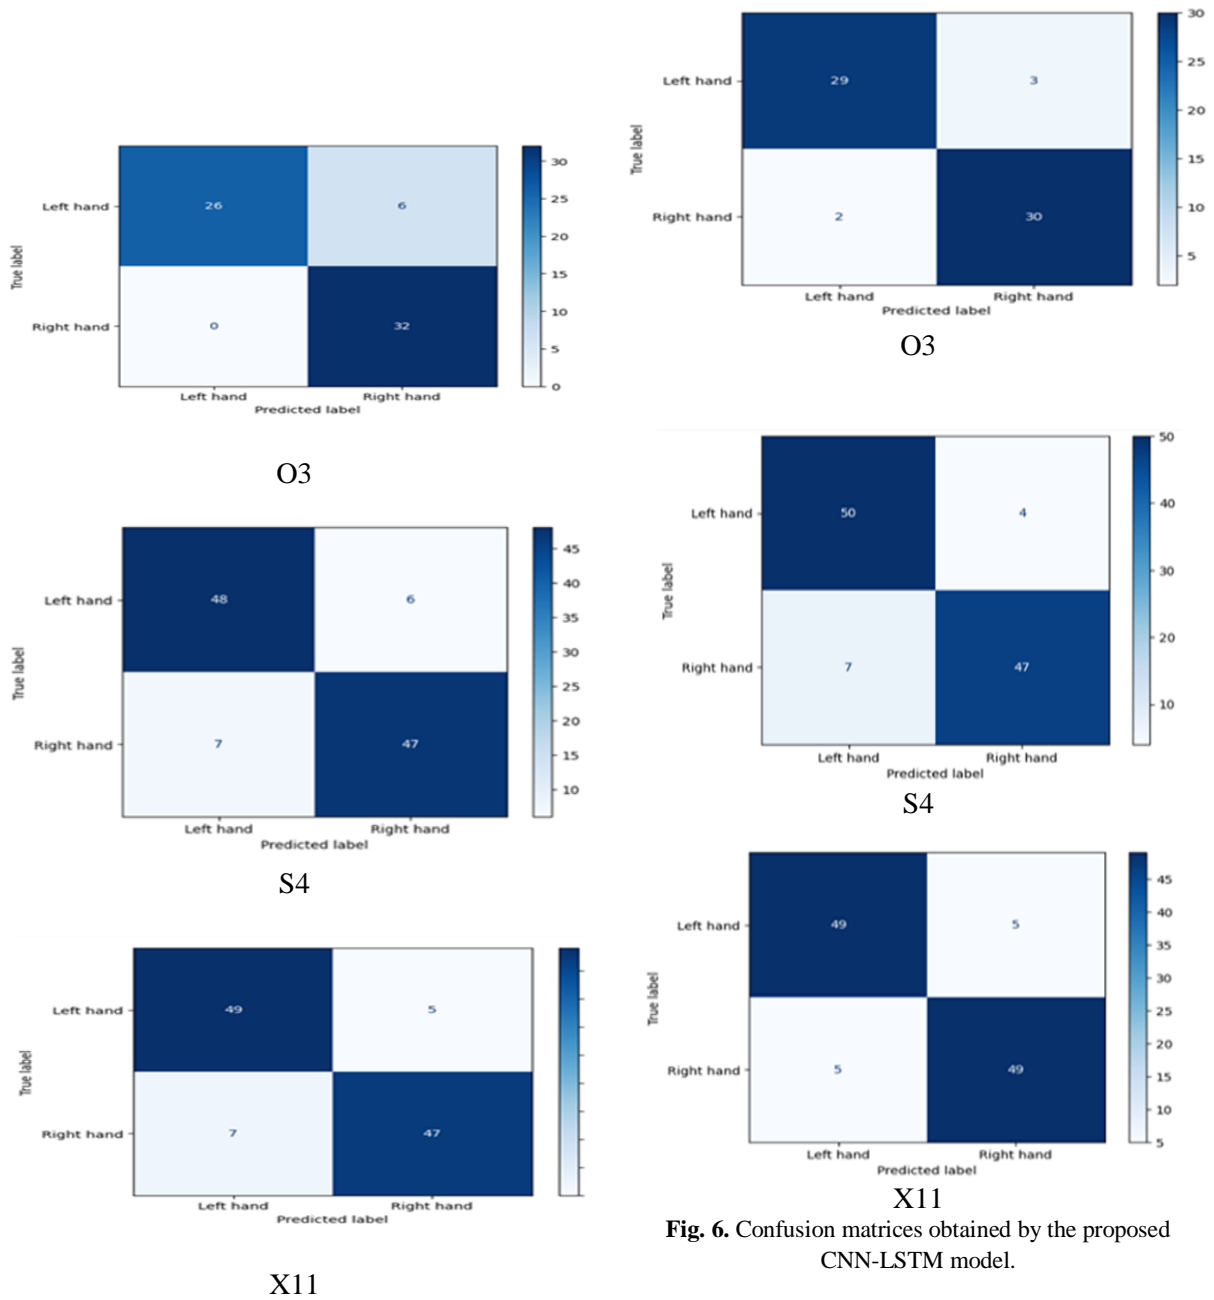 30
Left hand
29
3
25
20
True label
15
10
Right hand
2
30
5
Left hand
Right hand
Predicted label
O3
30
Left hand
26
6
25
20
True label
15
10
Right hand
0
32
5
0
Left hand
Right hand
Predicted label
O3
50
Left hand
50
4
40
30
True label
20
Right hand
7
47
10
Left hand
Right hand
Predicted label
S4
45
Left hand
48
6
40
35
30
True label
25
20
Right hand
7
47
15
10
Left hand
Right hand
Predicted label
S4
45
Left hand
49
5
40
35
30
True label
25
20
Right hand
5
49
15
10
5
Left hand
Right hand
Predicted label
X11
Left hand
49
5
True label
Right hand
7
47
Left hand
Right hand
Predicted label
X11
Fig. 6. Confusion matrices obtained by the proposed
CNN-LSTM model.